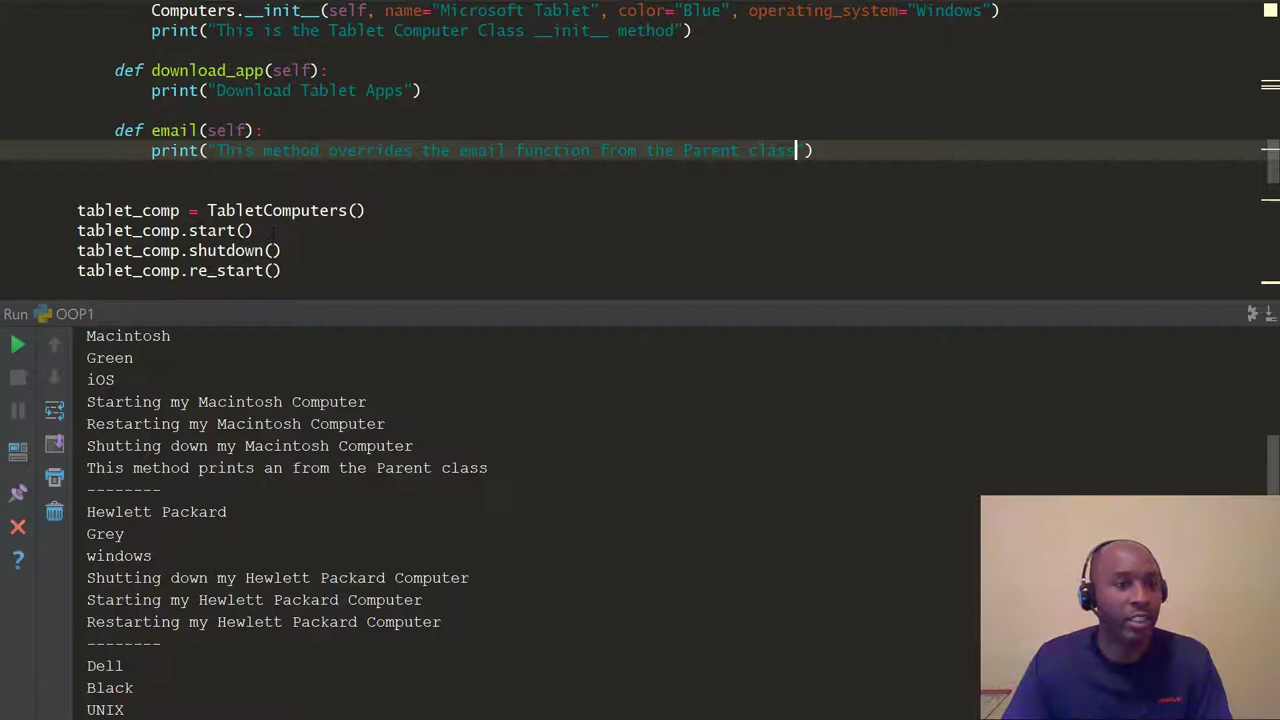 Computers.__init__(self, name="Microsoft Tablet", color="Blue", operating_system="Windows")
print("This is the Tablet Computer Class __init__ method")
def download_app(self):
print("Download Tablet Apps")
def email(self):
print("This method overrides the email function from the Parent class")
tablet_comp = TabletComputers()
tablet_comp.start()
tablet_comp.shutdown()
tablet_comp.re_start()
Run OOP1
Macintosh
Green
iOS
Starting my Macintosh Computer
Restarting my Macintosh Computer
Shutting down my Macintosh Computer
This method prints an from the Parent class
--------
Hewlett Packard
Grey
windows
Shutting down my Hewlett Packard Computer
Starting my Hewlett Packard Computer
Restarting my Hewlett Packard Computer
--------
Dell
Black
UNIX